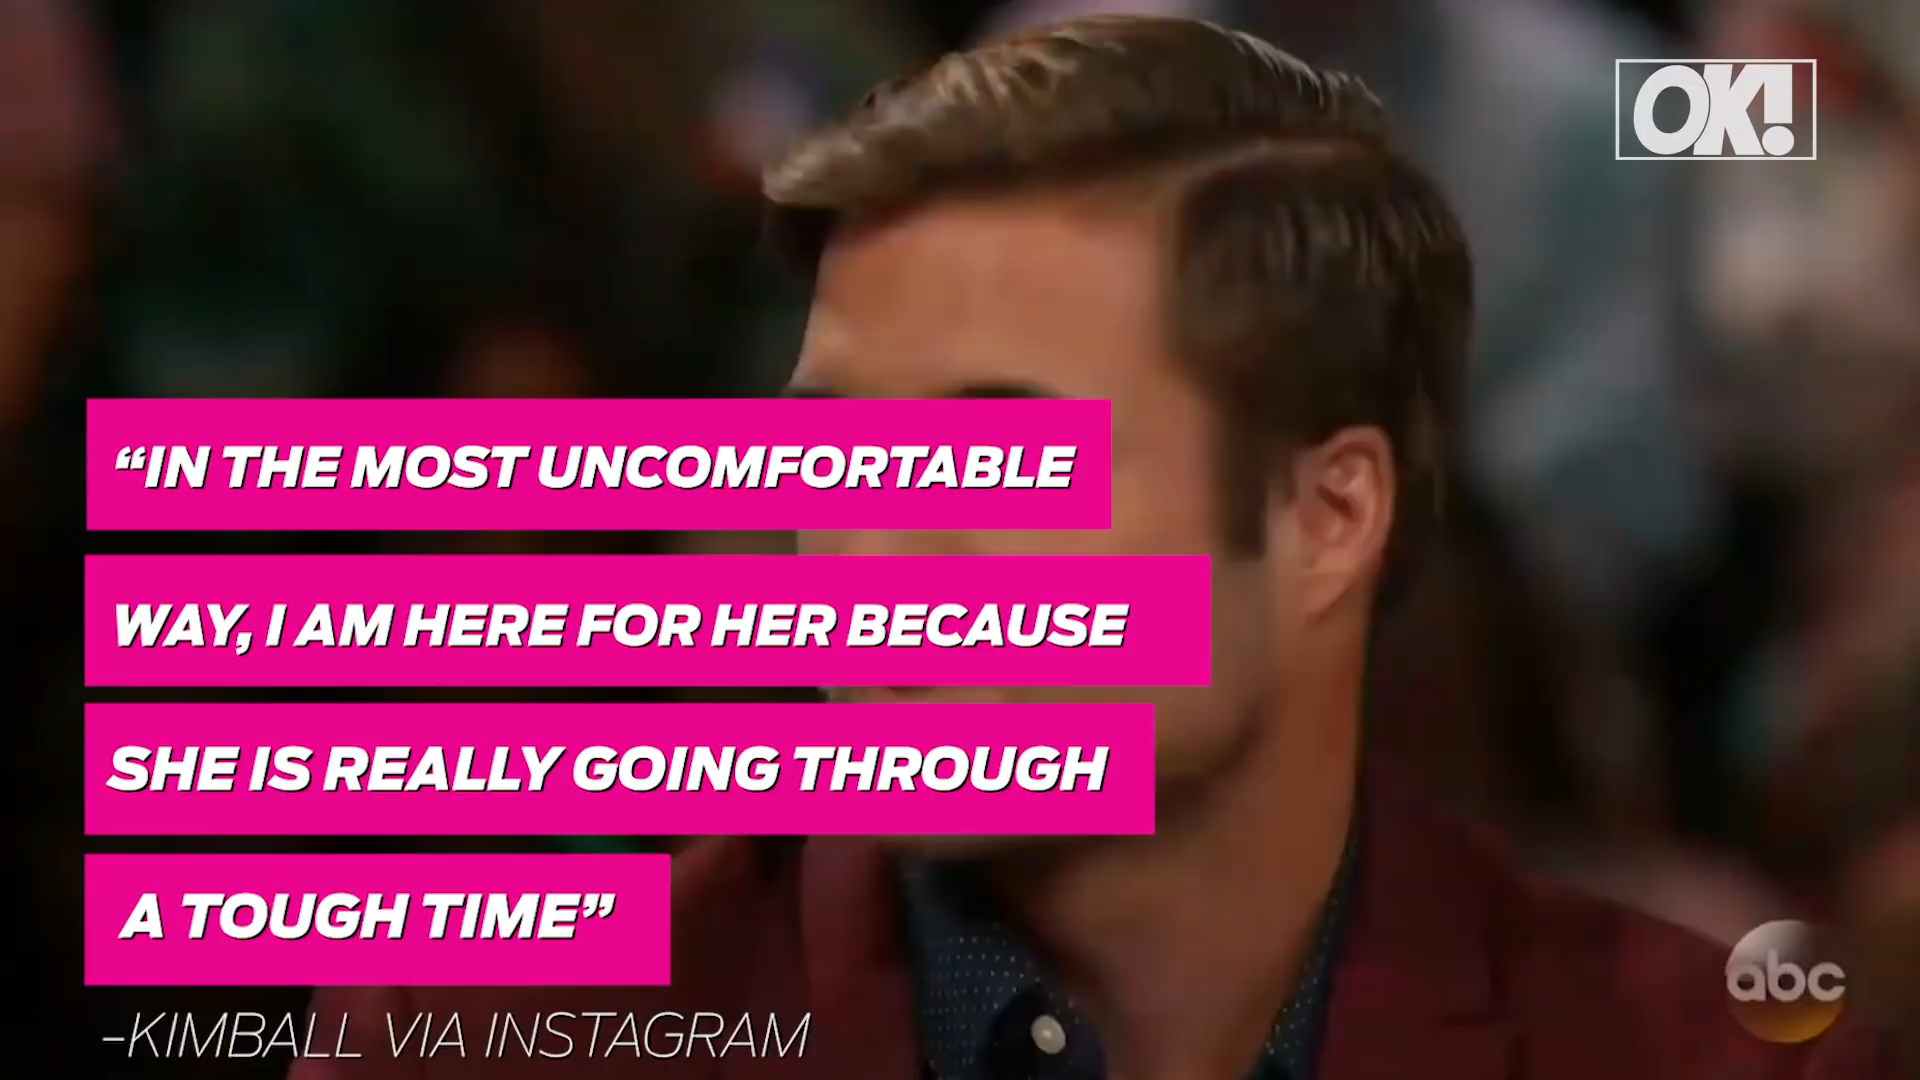 OK!
“IN THE MOST UNCOMFORTABLE
WAY, I AM HERE FOR HER BECAUSE
SHE IS REALLY GOING THROUGH
A TOUGH TIME”
-KIMBALL VIA INSTAGRAM
abc